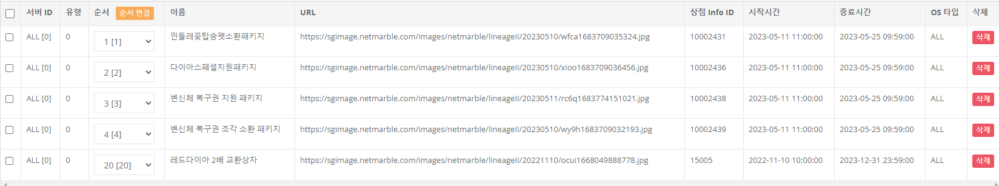 서버 ID 유형 순서 순서 변경 이름 URL 상점 Info ID 시작시간 종료시간 OS 타입 삭제
ALL [0] 0 1 [1] 민들레꽃탑승펫소환패키지 https://sgimage.netmarble.com/images/netmarble/lineageII/20230510/wfca1683709035324.jpg 10002431 2023-05-11 11:00:00 2023-05-25 09:59:00 ALL 삭제
ALL [0] 0 2 [2] 다이아스페셜지원패키지 https://sgimage.netmarble.com/images/netmarble/lineageII/20230510/xioo1683709036456.jpg 10002436 2023-05-11 11:00:00 2023-05-25 09:59:00 ALL 삭제
ALL [0] 0 3 [3] 변신체 복구권 지원 패키지 https://sgimage.netmarble.com/images/netmarble/lineageII/20230511/rc6q1683774151021.jpg 10002438 2023-05-11 11:00:00 2023-05-25 09:59:00 ALL 삭제
ALL [0] 0 4 [4] 변신체 복구권 조각 소환 패키지 https://sgimage.netmarble.com/images/netmarble/lineageII/20230510/wy9h1683709032193.jpg 10002439 2023-05-11 11:00:00 2023-05-25 09:59:00 ALL 삭제
ALL [0] 0 20 [20] 레드다이아 2배 교환상자 https://sgimage.netmarble.com/images/netmarble/lineageII/20221110/ocui1668049888778.jpg 15005 2022-11-10 10:00:00 2023-12-31 23:59:00 ALL 삭제